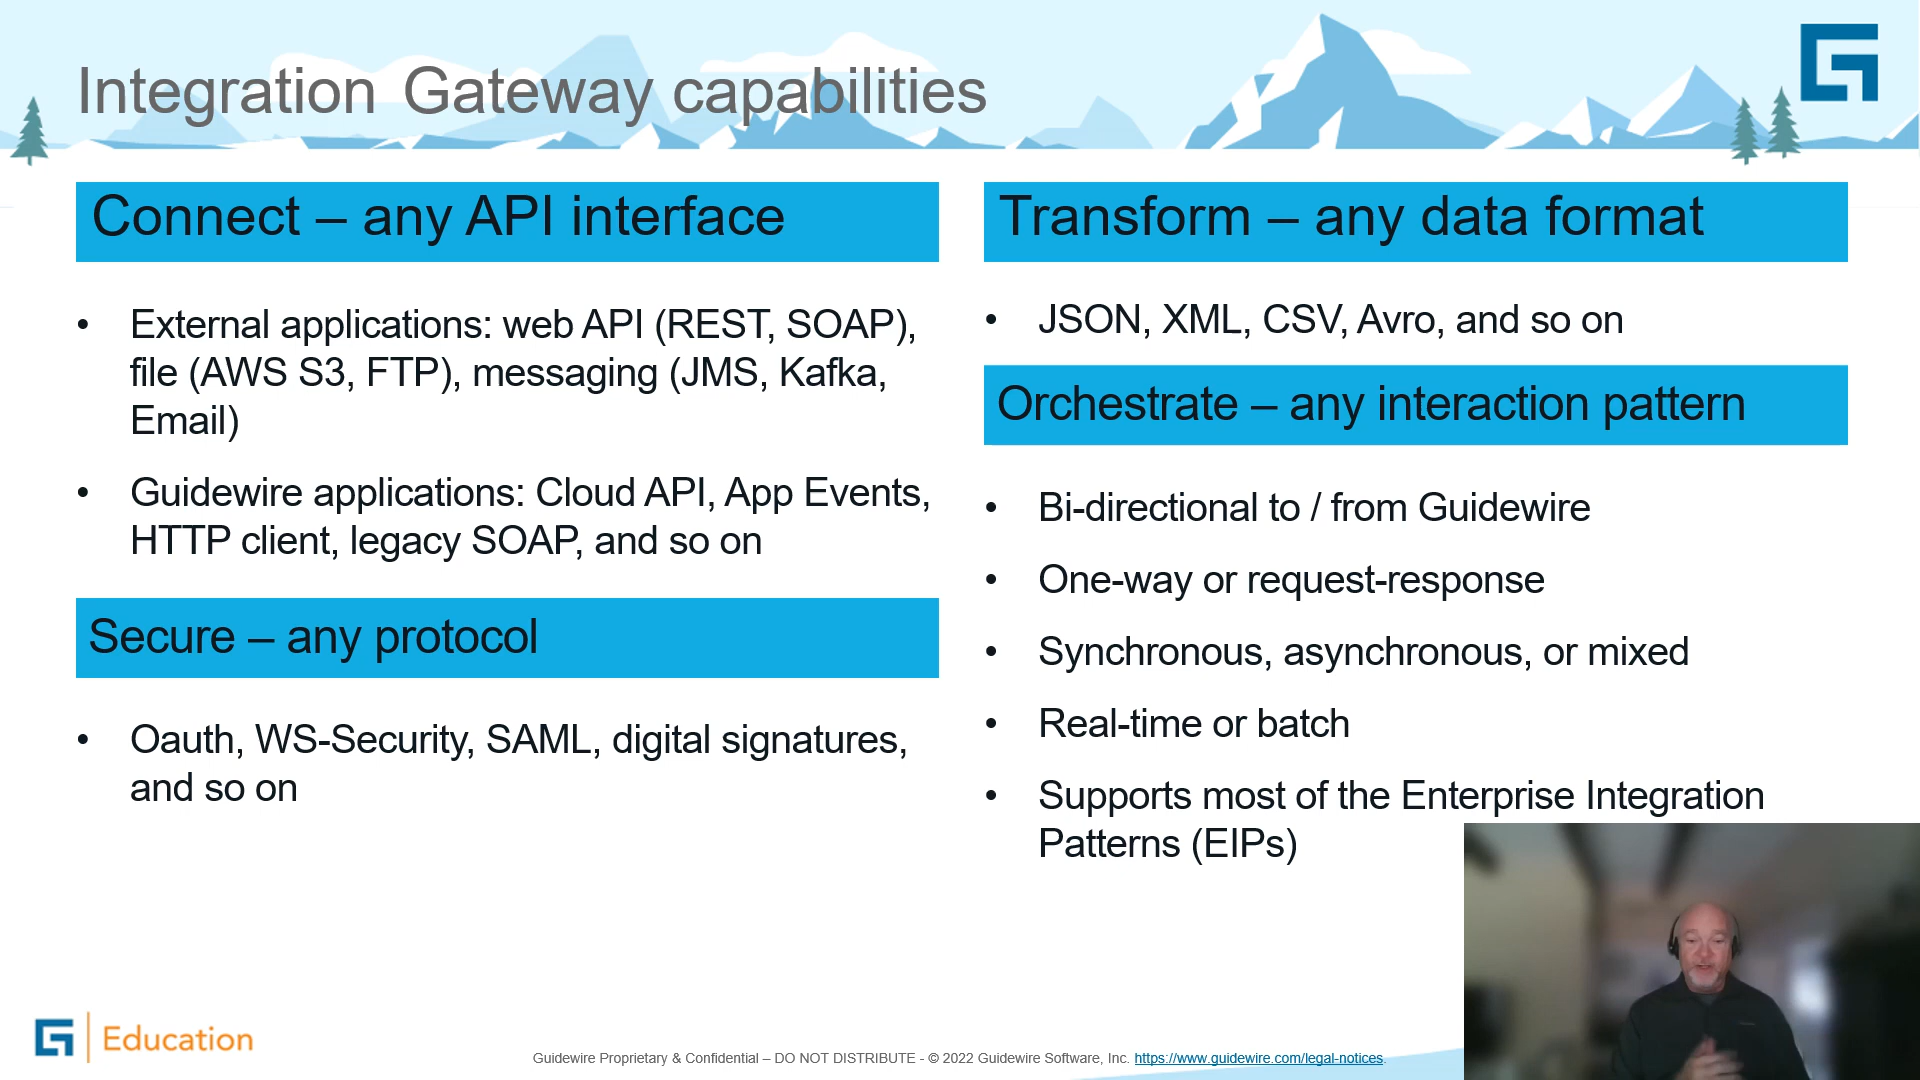 Integration Gateway capabilities
Connect – any API interface
• External applications: web API (REST, SOAP),
file (AWS S3, FTP), messaging (JMS, Kafka,
Email)
• Guidewire applications: Cloud API, App Events,
HTTP client, legacy SOAP, and so on
Secure – any protocol
• Oauth, WS-Security, SAML, digital signatures,
and so on
Transform – any data format
• JSON, XML, CSV, Avro, and so on
Orchestrate – any interaction pattern
• Bi-directional to / from Guidewire
• One-way or request-response
• Synchronous, asynchronous, or mixed
• Real-time or batch
• Supports most of the Enterprise Integration
Patterns (EIPs)
Education
Guidewire Proprietary & Confidential – DO NOT DISTRIBUTE - © 2022 Guidewire Software, Inc. https://www.guidewire.com/legal-notices.